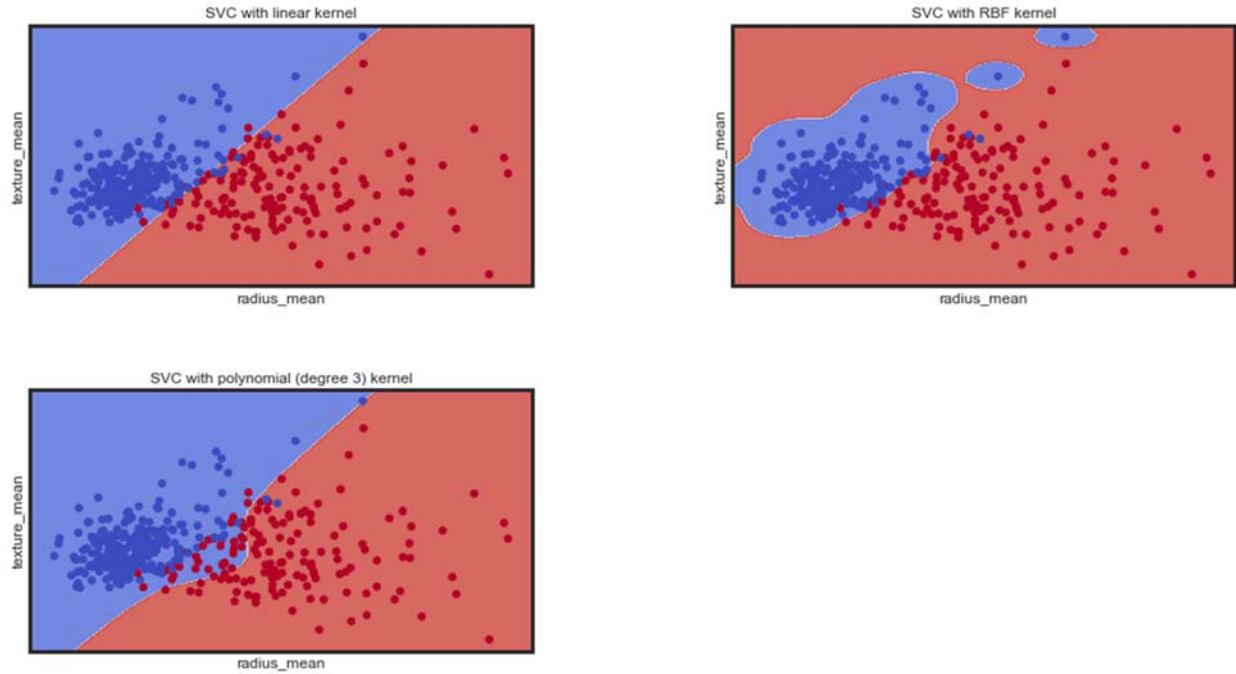 SVC with linear kernel
texture_mean
radius_mean
SVC with RBF kernel
texture_mean
radius_mean
SVC with polynomial (degree 3) kernel
texture_mean
radius_mean